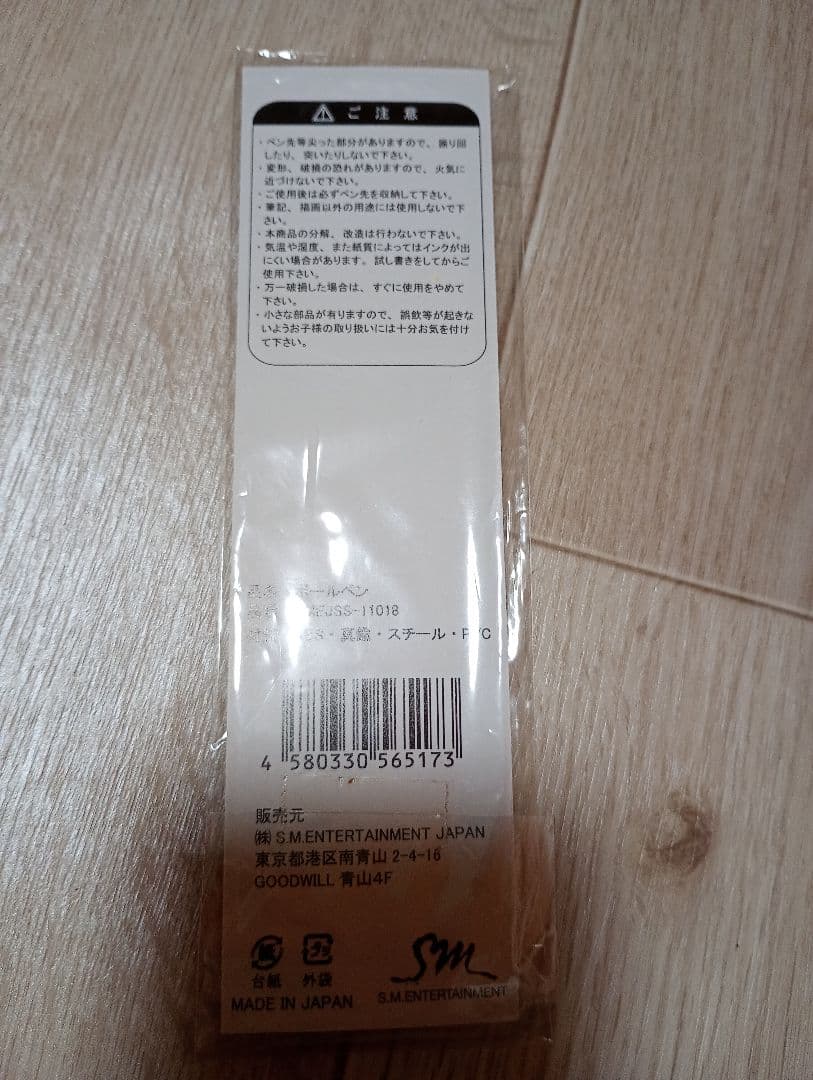 ご注意
・ペン先等尖った部分がありますので、振り回
したり、突いたりしないで下さい。
・変形、破損の恐れがありますので、火気に
近づけないで下さい。
・ご使用後は必ずペン先を収納して下さい。
・筆記、描画以外の用途には使用しないで下
さい。
・本商品の分解、改造は行わないで下さい。
・気温や湿度、また紙質によってはインクが出
にくい場合があります。試し書きをしてからご
使用下さい。
・万一破損した場合は、すぐに使用をやめて
下さい。
・小さな部品が有りますので、誤飲等が起きな
いようお子様の取り扱いには十分お気を付け
て下さい。
ボールペン
JSS-11018
・真鍮・スチール・PVC
4 580330 565173
販売元
㈱ S.M.ENTERTAINMENT JAPAN
東京都港区南青山 2-4-16
GOODWILL 青山4F
紙 プラ
台紙 外袋
MADE IN JAPAN
SM
S.M.ENTERTAINMENT